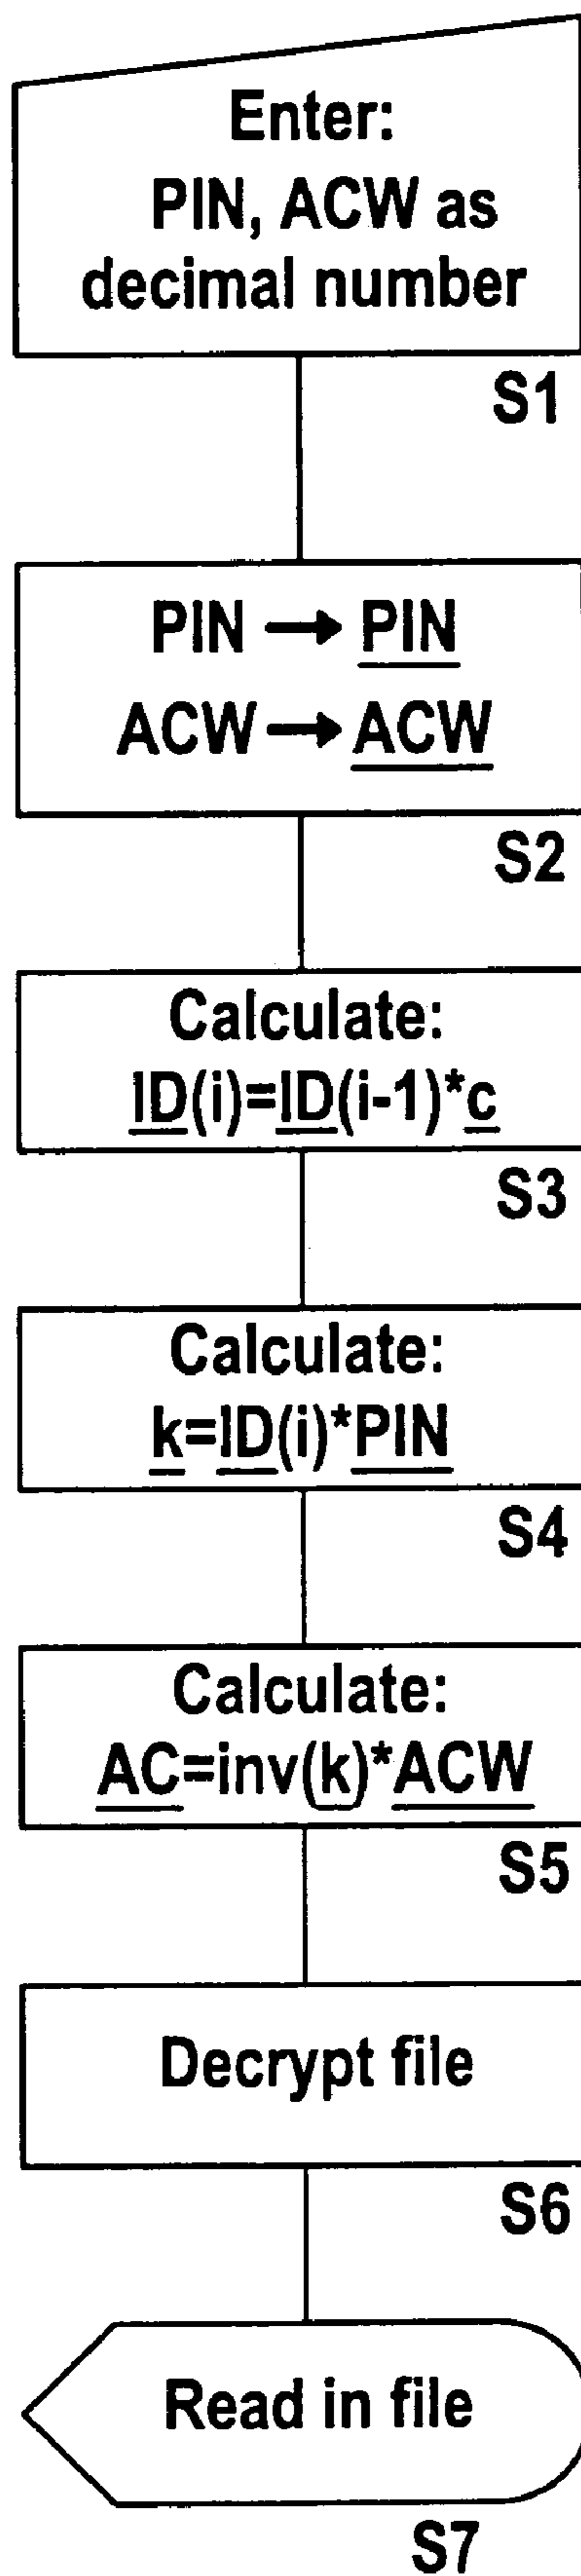 Enter:
PIN, ACW as
decimal number
S1
PIN → PIN
ACW → ACW
S2
Calculate:
ID(i)=ID(i-1)*c
S3
Calculate:
k=ID(i)*PIN
S4
Calculate:
AC=inv(k)*ACW
S5
Decrypt file
S6
Read in file
S7